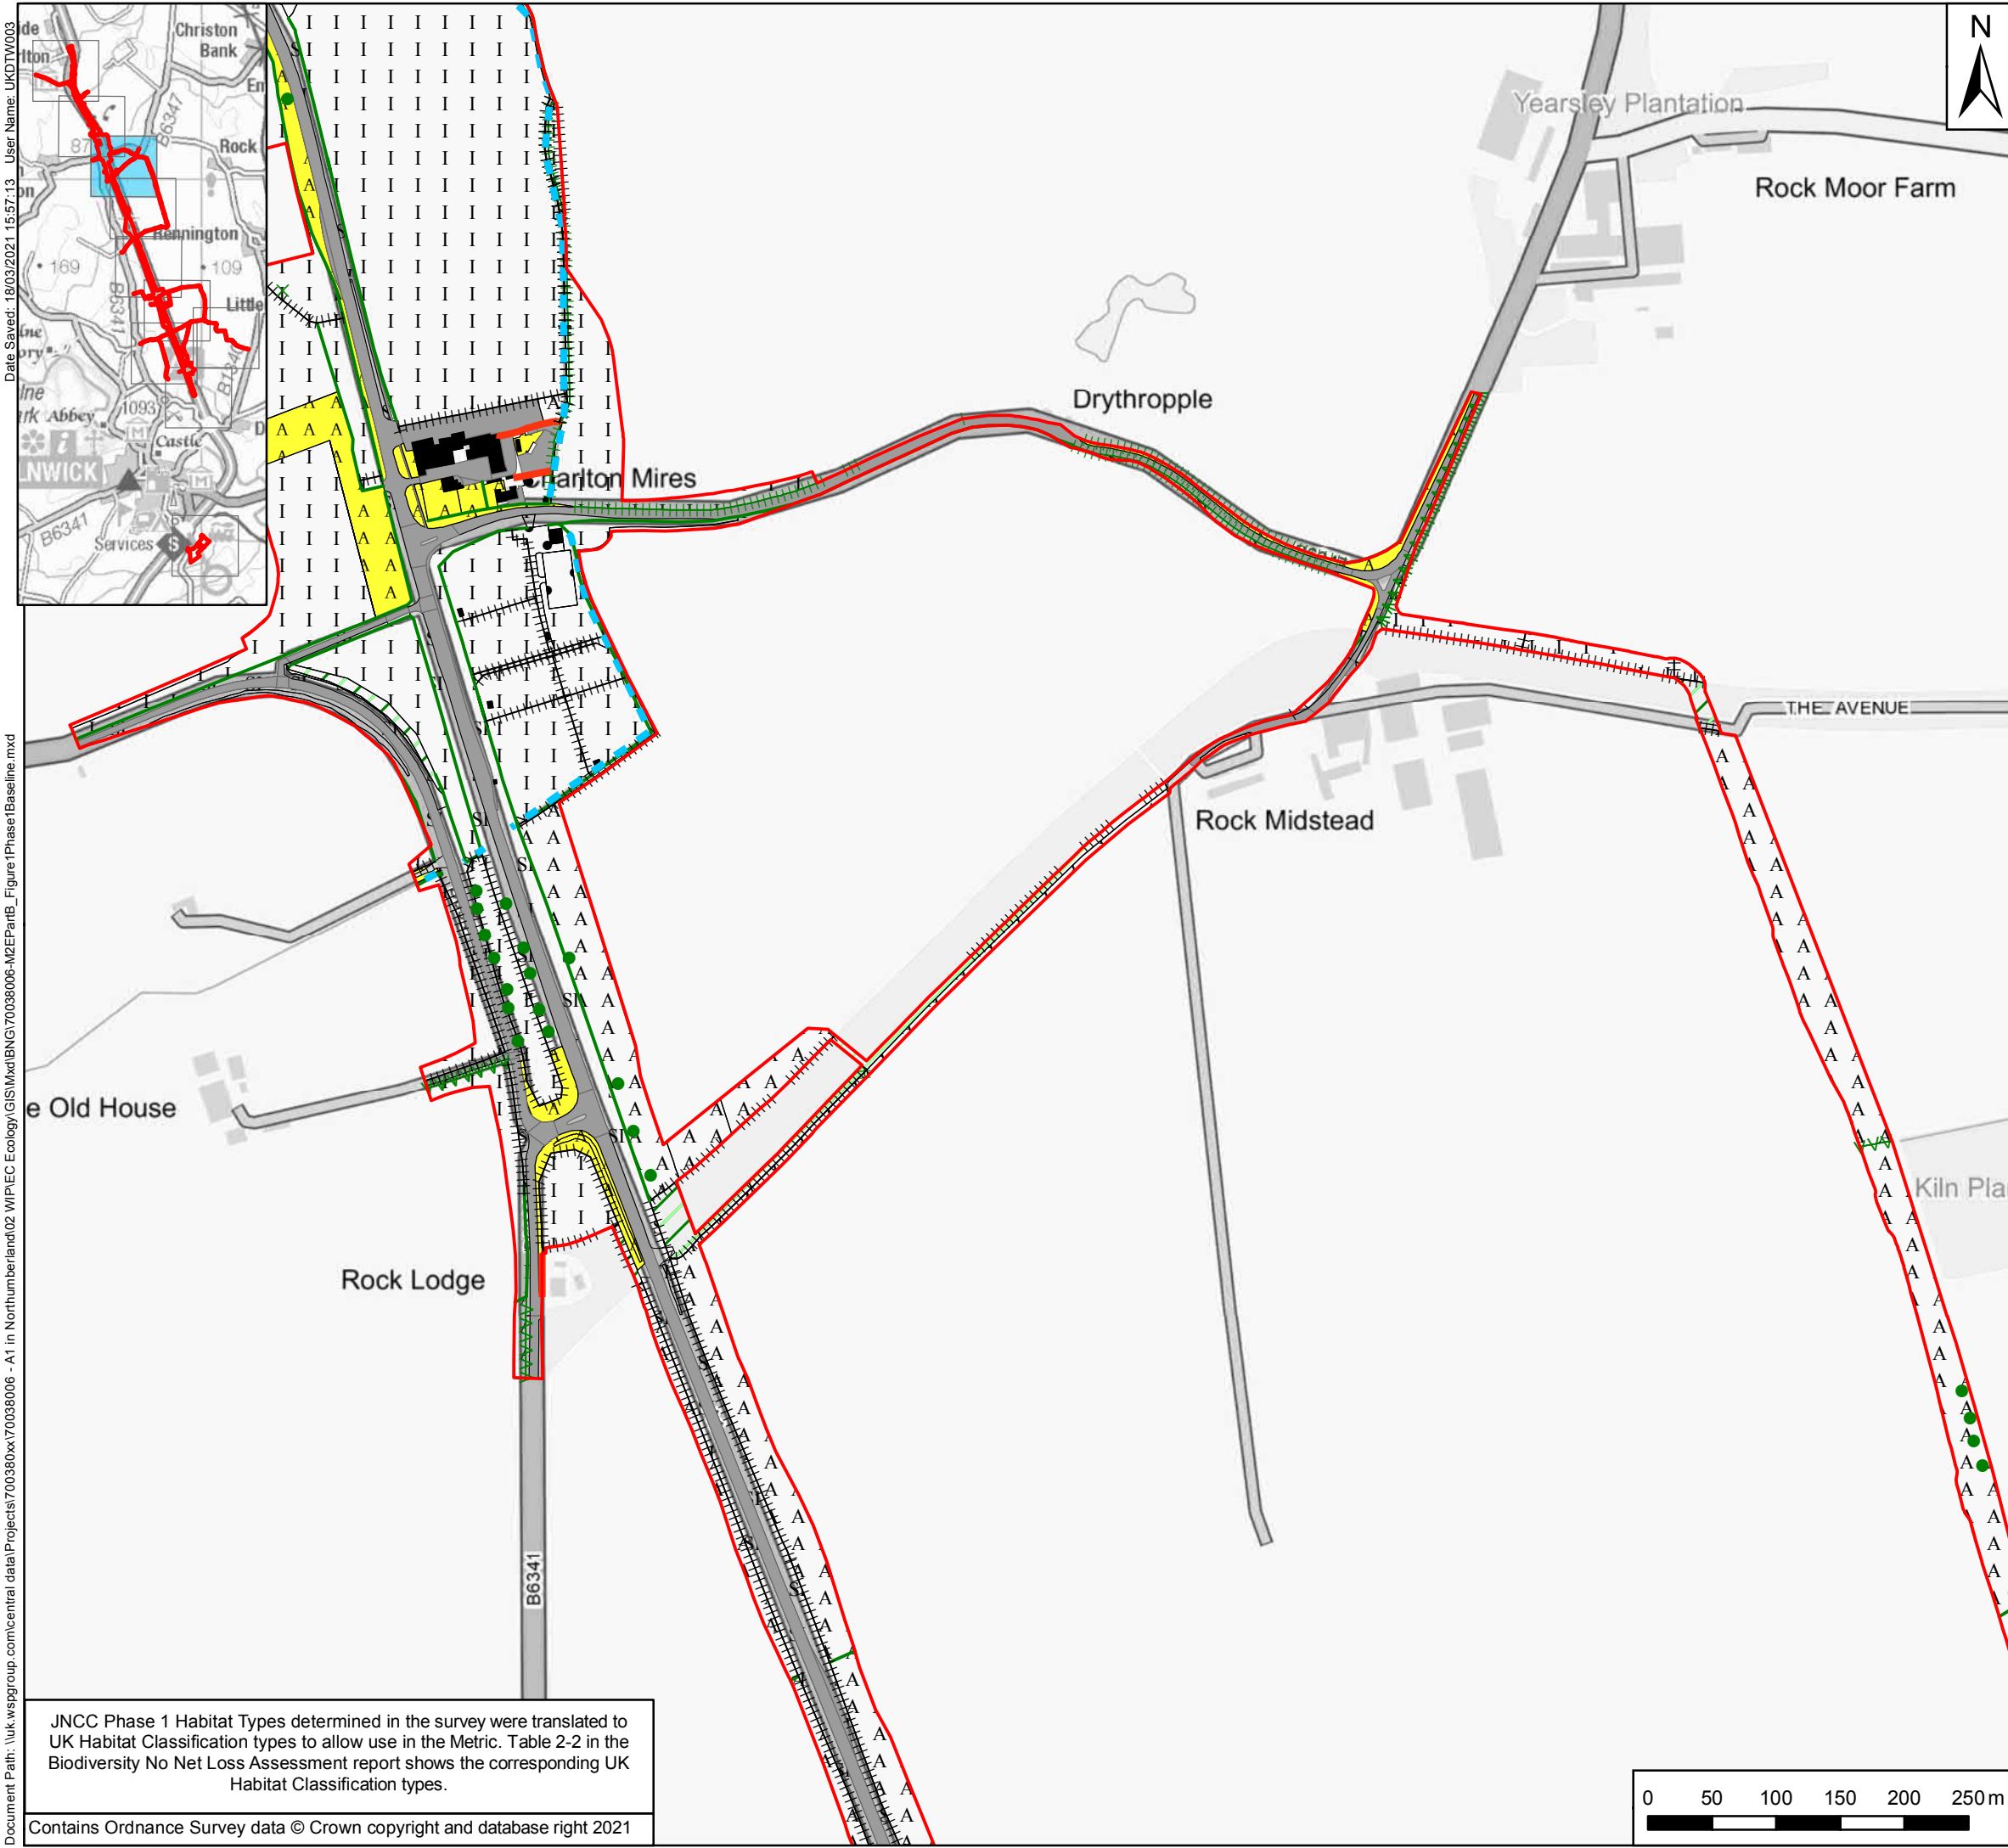 Date Saved: 18/03/2021 15:57:13 User Name: UKDTW003
Document Path: \\uk.wspgroup.com\central data\Projects\700380xx\70038006 - A1 in Northumberland\02 WIP\EC Ecology\GIS\Mxd\BNG\70038006-M2EPartB_Figure1Phase1Baseline.mxd
Christon
Bank
B6347
Rock
87
Rennington
169
109
B6341
Little
B1340
Abbey
1093
Castle
LNWICK
B6341
Services
N
Yearsley Plantation
Rock Moor Farm
Drythropple
Charlton Mires
THE AVENUE
Rock Midstead
e Old House
Kiln Pla
Rock Lodge
B6341
JNCC Phase 1 Habitat Types determined in the survey were translated to
UK Habitat Classification types to allow use in the Metric. Table 2-2 in the
Biodiversity No Net Loss Assessment report shows the corresponding UK
Habitat Classification types.
Contains Ordnance Survey data © Crown copyright and database right 2021
0 50 100 150 200 250 m